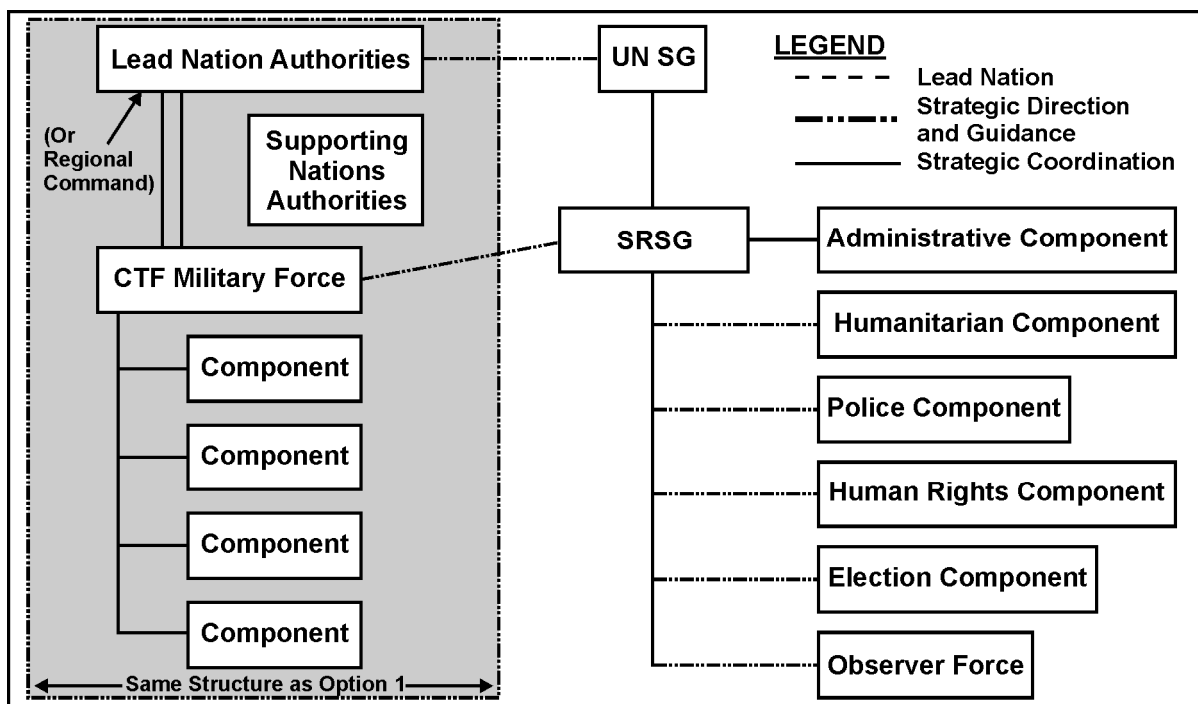 Lead Nation Authorities
UN SG
LEGEND
Lead Nation
Strategic Direction
and Guidance
Strategic Coordination
(Or
Regional
Command)
Supporting
Nations
Authorities
SRSG
Administrative Component
CTF Military Force
Humanitarian Component
Component
Police Component
Component
Human Rights Component
Component
Election Component
Component
Observer Force
Same Structure as Option 1